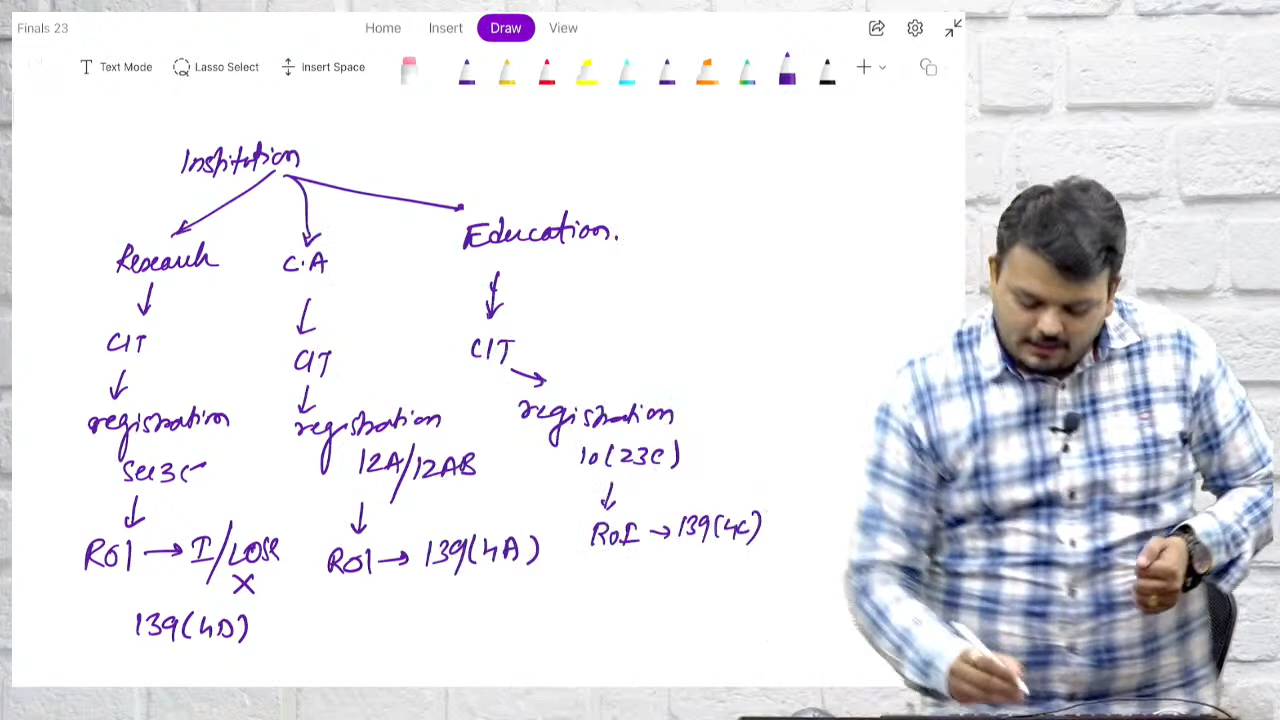 Finals 23
Home Insert Draw View
Text Mode Lasso Select Insert Space
Institution
Research C.A Education.
CIT CIT CIT
registration registration registration
Sec 35 12A/12AB 10(23C)
ROI → I/LOSS ROI → 139(4A) ROI → 139(4C)
X
139(4D)